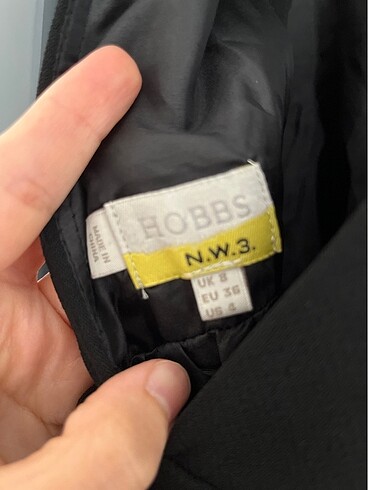 HOBBS
N.W.3.
MADE IN
CHINA
UK 8
EU 36
US 4